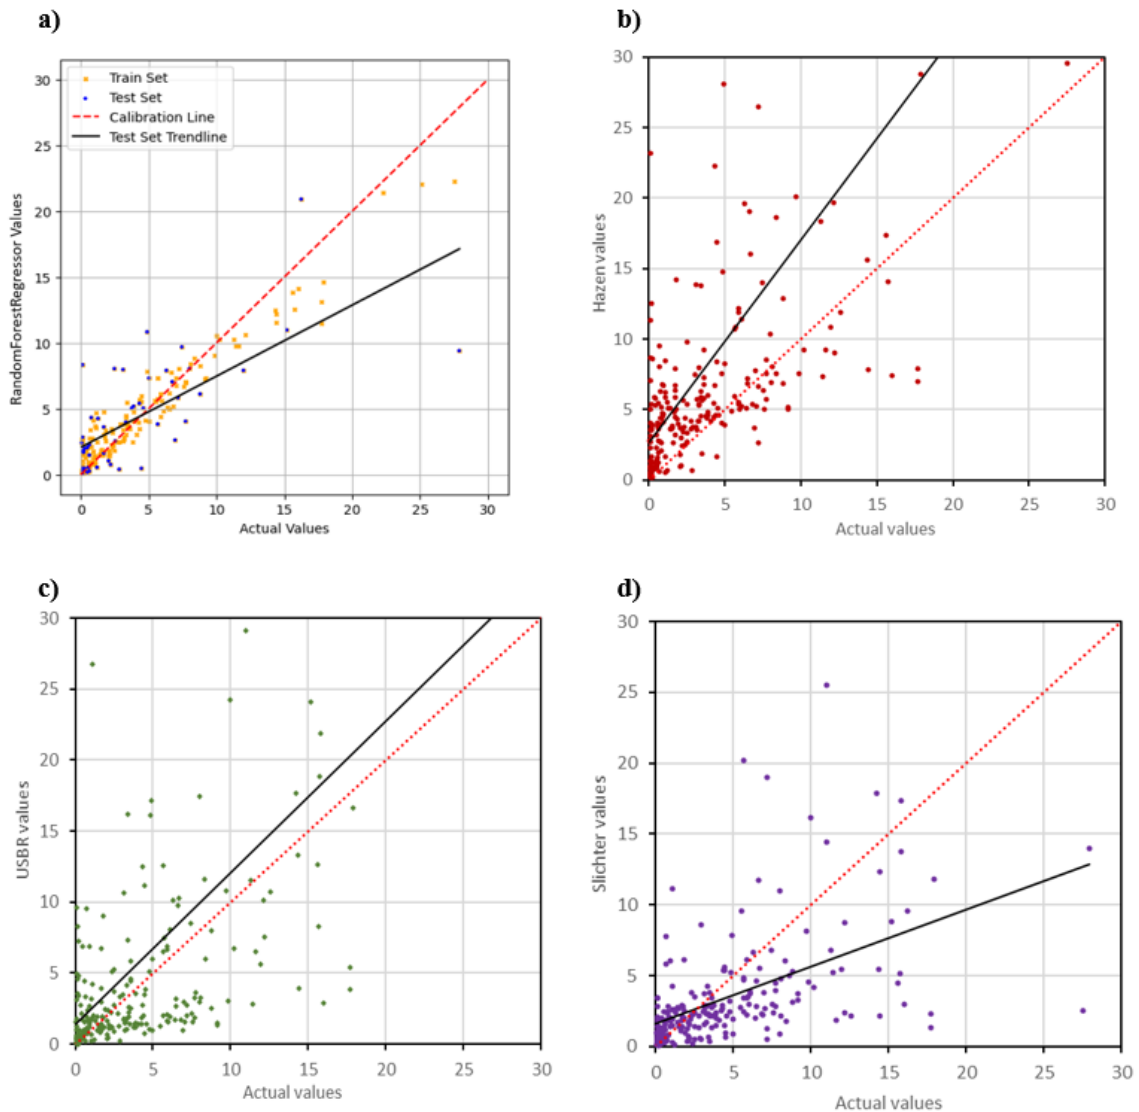 a)
30
25
20
15
10
5
0
RandomForestRegressor Values
Train Set
Test Set
Calibration Line
Test Set Trendline
0 5 10 15 20 25 30
Actual Values
b)
30
25
20
15
10
5
0
Hazen values
0 5 10 15 20 25 30
Actual values
c)
30
25
20
15
10
5
0
USBR values
0 5 10 15 20 25 30
Actual values
d)
30
25
20
15
10
5
0
Slichter values
0 5 10 15 20 25 30
Actual values